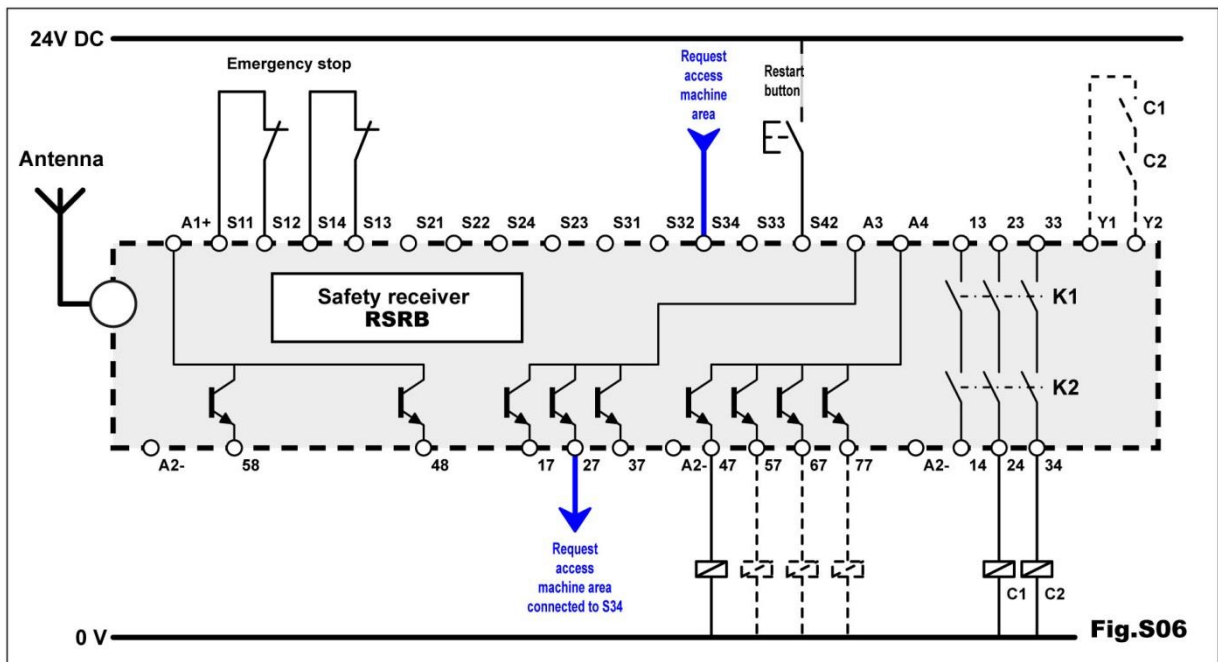 24V DC
Emergency stop
Request
access
machine
area
Restart
button
C1
C2
Antenna
A1+ S11 S12 S14 S13 S21 S22 S24 S23 S31 S32 S34 S33 S42 A3 A4 13 23 33 Y1 Y2
Safety receiver
RSRB
K1
K2
A2- 58 48 17 27 37 A2- 47 57 67 77 A2- 14 24 34
Request
access
machine area
connected to S34
C1 C2
0 V
Fig.S06